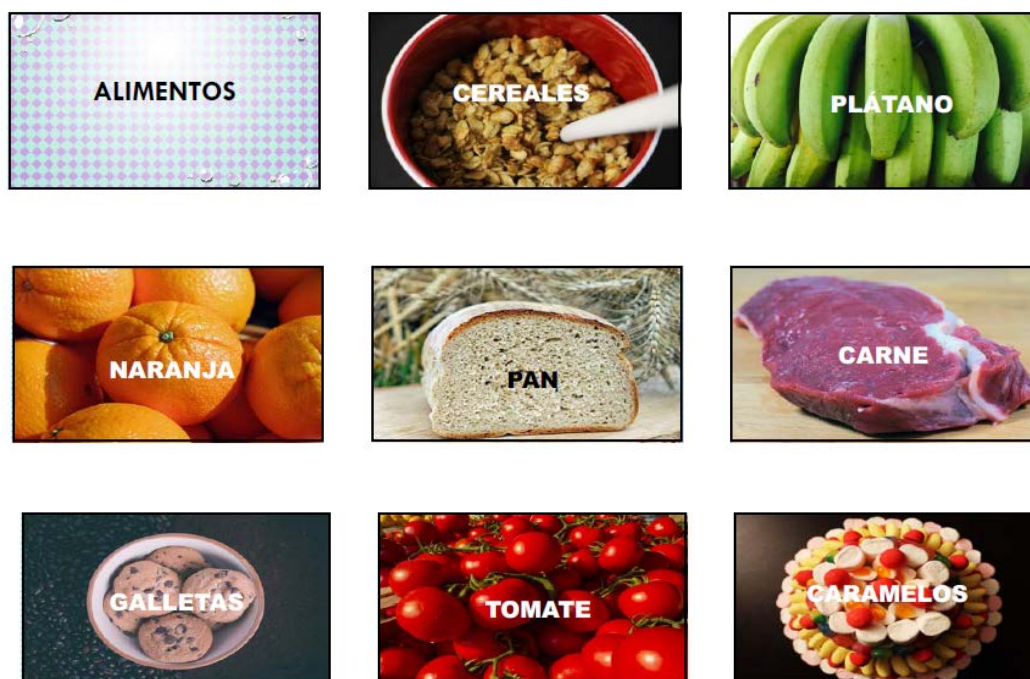 ALIMENTOS
CEREALES
PLÁTANO
NARANJA
PAN
CARNE
GALLETAS
TOMATE
CARAMELOS